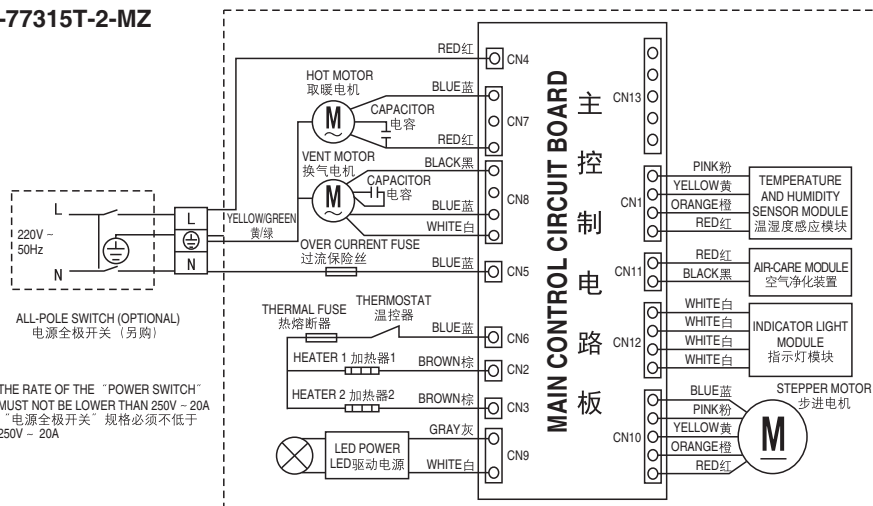 -77315T-2-MZ
RED红
CN4
HOT MOTOR
取暖电机
M
~
BLUE蓝
CAPACITOR
电容
RED红
CN7
VENT MOTOR
换气电机
M
~
BLACK黑
CAPACITOR
电容
BLUE蓝
WHITE白
CN8
L
220V ~
50Hz
N
L
N
YELLOW/GREEN
黄/绿
OVER CURRENT FUSE
过流保险丝
BLUE蓝
CN5
ALL-POLE SWITCH (OPTIONAL)
电源全极开关（另购）
THERMAL FUSE
热熔断器
THERMOSTAT
温控器
BLUE蓝
CN6
HEATER 1 加热器1
BROWN棕
CN2
HEATER 2 加热器2
BROWN棕
CN3
THE RATE OF THE “POWER SWITCH”
MUST NOT BE LOWER THAN 250V ~ 20A
“电源全极开关”规格必须不低于
250V ~ 20A
LED POWER
LED驱动电源
GRAY灰
WHITE白
CN9
MAIN CONTROL CIRCUIT BOARD
主控制电路板
CN13
PINK粉
YELLOW黄
ORANGE橙
RED红
CN1
TEMPERATURE
AND HUMIDITY
SENSOR MODULE
温湿度感应模块
RED红
BLACK黑
CN11
AIR-CARE MODULE
空气净化装置
WHITE白
WHITE白
WHITE白
WHITE白
CN12
INDICATOR LIGHT
MODULE
指示灯模块
BLUE蓝
PINK粉
YELLOW黄
ORANGE橙
RED红
CN10
STEPPER MOTOR
步进电机
M